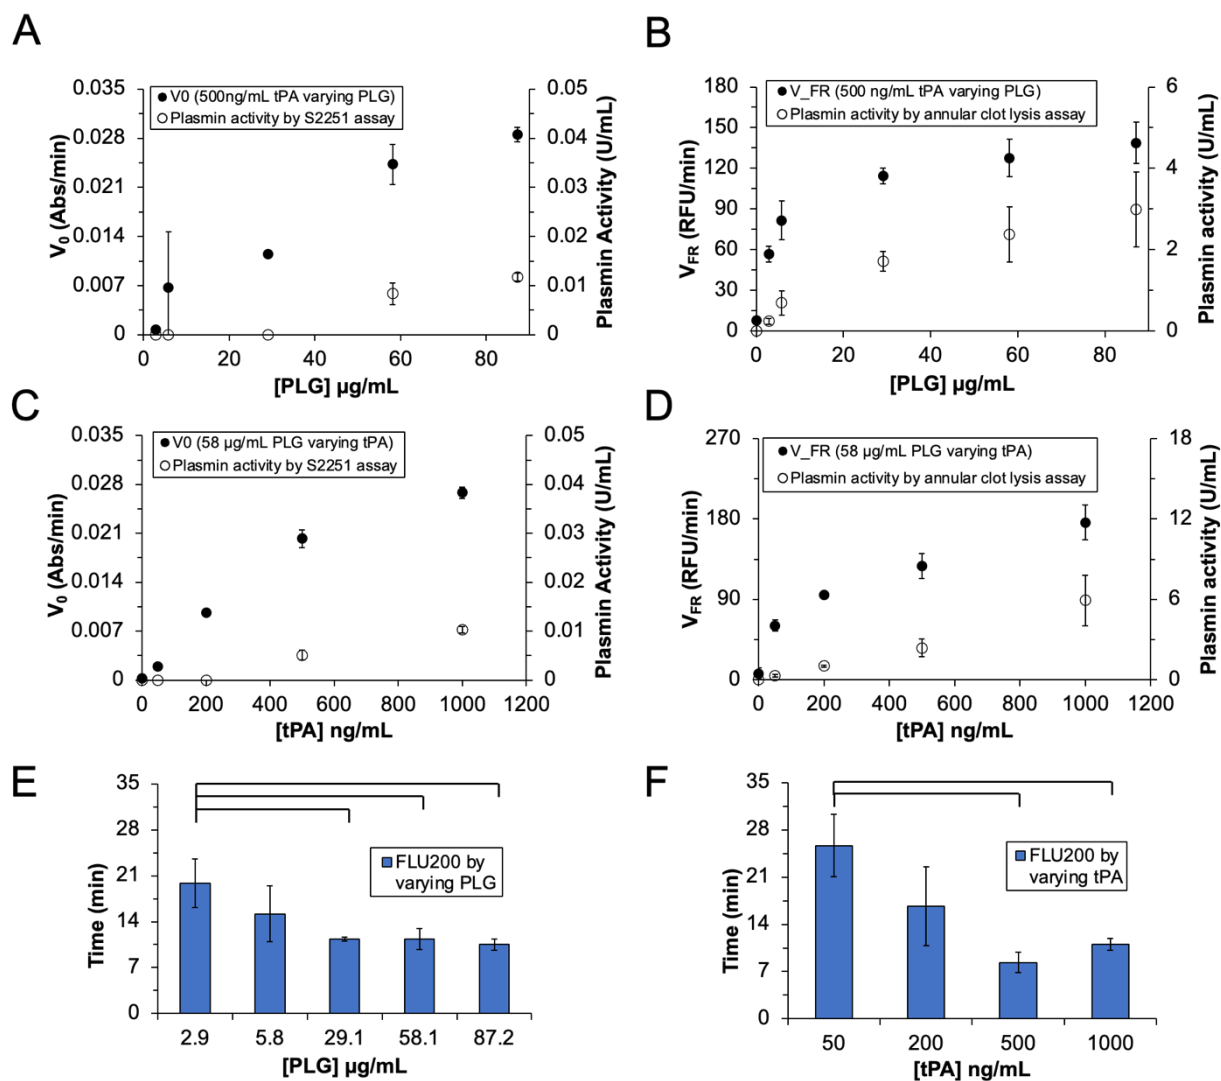 A
0.035
0.028
0.021
0.014
0.007
0
V0 (Abs/min)
V0 (500ng/mL tPA varying PLG)
Plasmin activity by S2251 assay
0.05
0.04
0.03
0.02
0.01
0
Plasmin Activity (U/mL)
0 20 40 60 80
[PLG] µg/mL
B
180
150
120
90
60
30
0
VFR (RFU/min)
V_FR (500 ng/mL tPA varying PLG)
Plasmin activity by annular clot lysis assay
6
4
2
0
Plasmin activity (U/mL)
0 20 40 60 80
[PLG] µg/mL
C
0.035
0.028
0.021
0.014
0.007
0
V0 (Abs/min)
V0 (58 µg/mL PLG varying tPA)
Plasmin activity by S2251 assay
0.05
0.04
0.03
0.02
0.01
0
Plasmin Activity (U/mL)
0 200 400 600 800 1000 1200
[tPA] ng/mL
D
270
180
90
0
VFR (RFU/min)
V_FR (58 µg/mL PLG varying tPA)
Plasmin activity by annular clot lysis assay
18
12
6
0
Plasmin activity (U/mL)
0 200 400 600 800 1000 1200
[tPA] ng/mL
E
35
28
21
14
7
0
Time (min)
FLU200 by
varying PLG
2.9 5.8 29.1 58.1 87.2
[PLG] µg/mL
F
35
28
21
14
7
0
Time (min)
FLU200 by
varying tPA
50 200 500 1000
[tPA] ng/mL